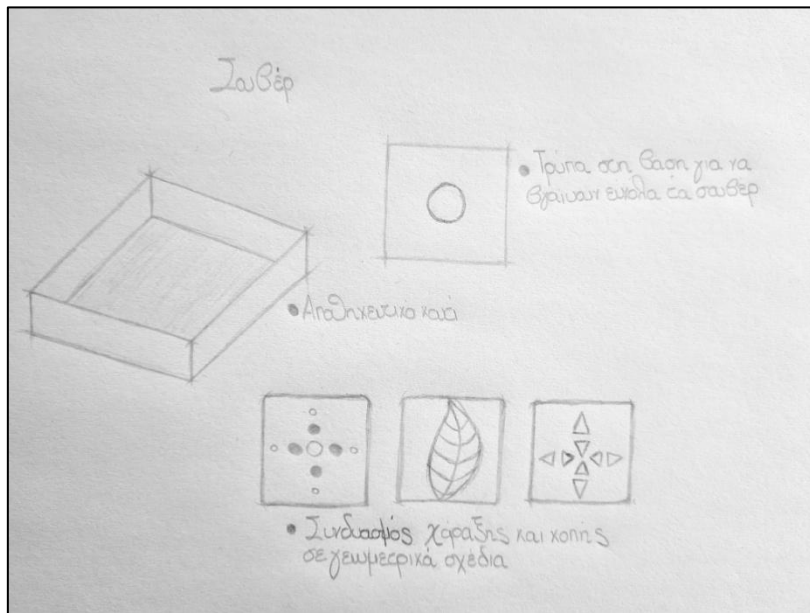 Σουβέρ
• Τρύπα στη βάση για να
βγαίνουν εύκολα τα σουβέρ
• Αποθηκευτικό κουτί
• Συνδυασμός χάραξης και κοπής
σε γεωμετρικά σχέδια